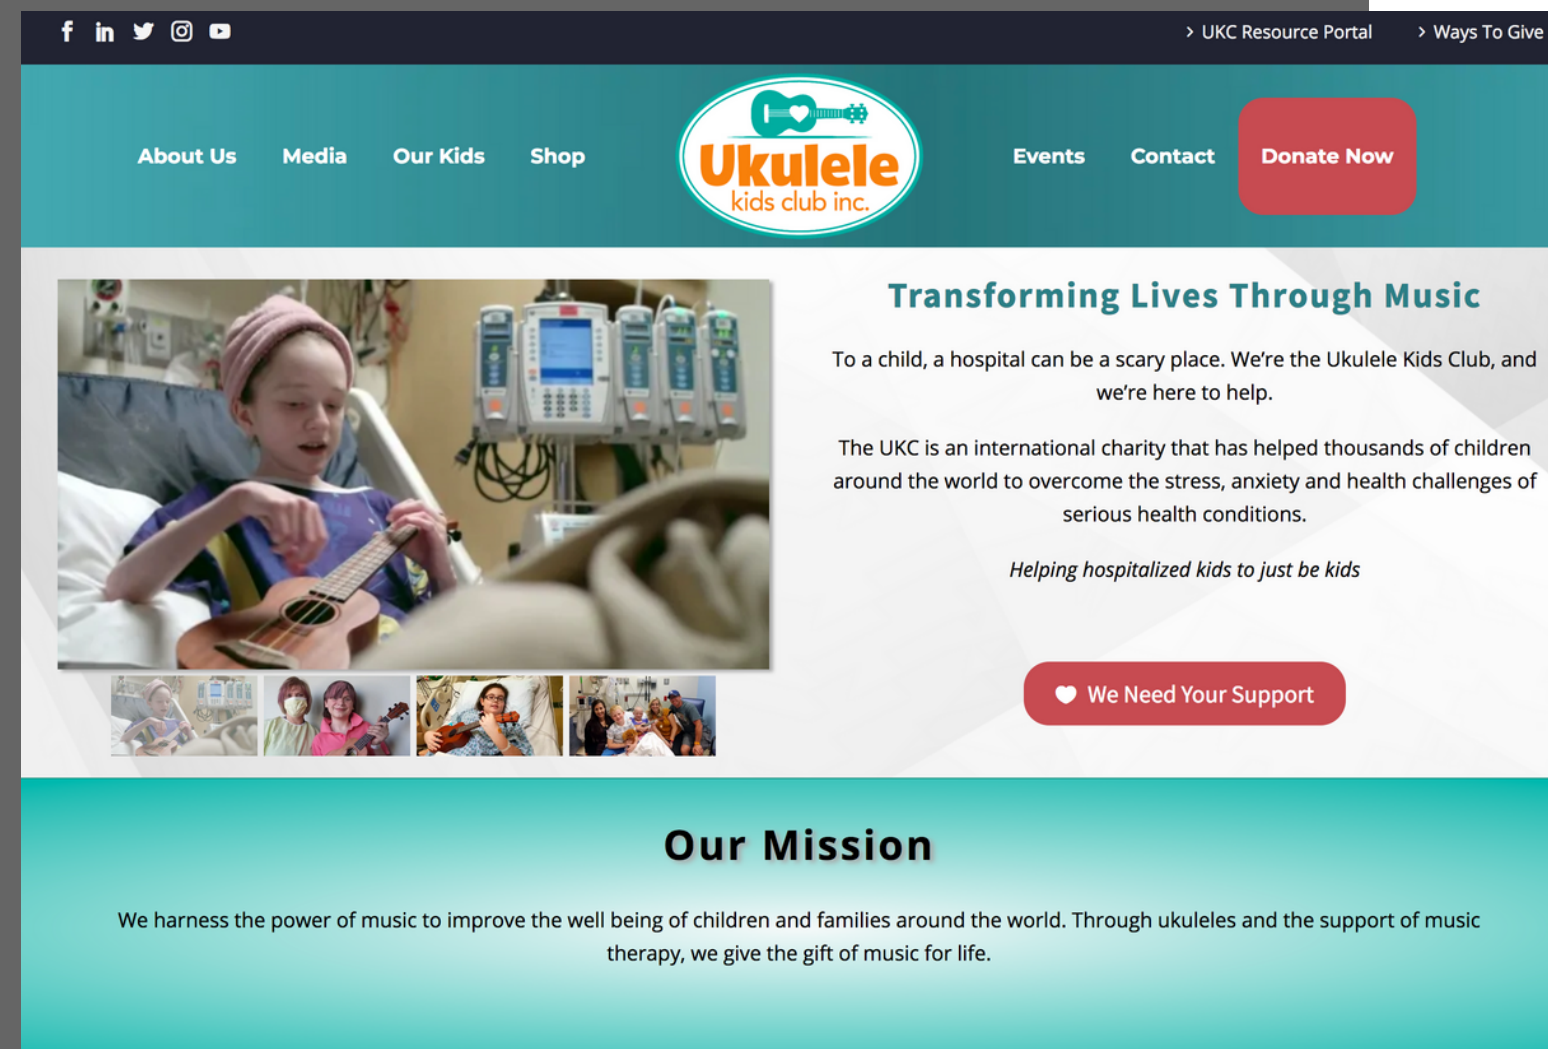 UKC Resource Portal
Ways To Give
About Us
Media
Our Kids
Shop
Ukulele
kids club inc.
Events
Contact
Donate Now
Transforming Lives Through Music
To a child, a hospital can be a scary place. We're the Ukulele Kids Club, and
we're here to help.
The UKC is an international charity that has helped thousands of children
around the world to overcome the stress, anxiety and health challenges of
serious health conditions.
Helping hospitalized kids to just be kids
We Need Your Support
Our Mission
We harness the power of music to improve the well being of children and families around the world. Through ukuleles and the support of music
therapy, we give the gift of music for life.